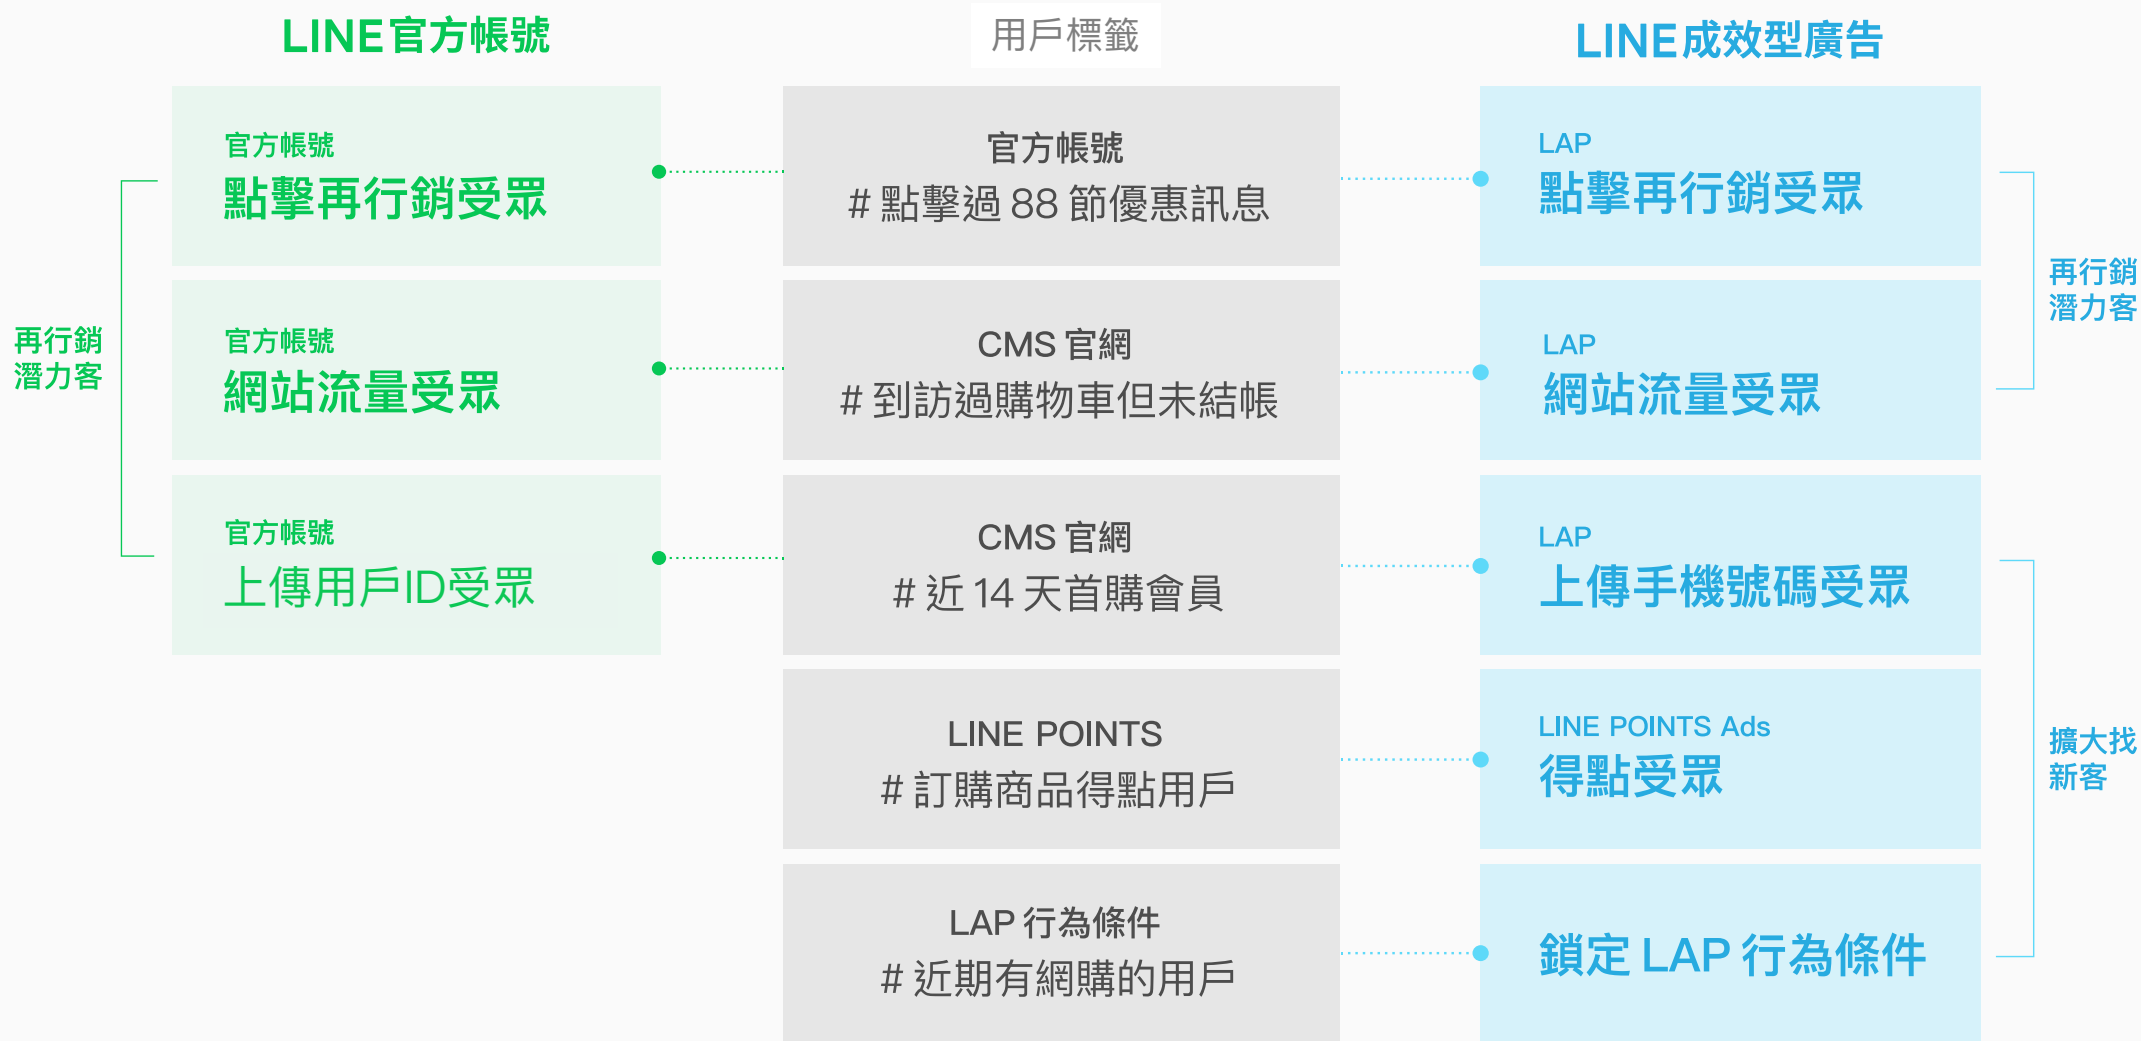 LINE官方帳號
用戶標籤
LINE成效型廣告
官方帳號
點擊再行銷受眾
官方帳號
# 點擊過 88 節優惠訊息
LAP
點擊再行銷受眾
再行銷
潛力客
官方帳號
網站流量受眾
CMS 官網
# 到訪過購物車但未結帳
LAP
網站流量受眾
再行銷
潛力客
官方帳號
上傳用戶ID受眾
CMS 官網
# 近 14 天首購會員
LAP
上傳手機號碼受眾
LINE POINTS
# 訂購商品得點用戶
LINE POINTS Ads
得點受眾
擴大找
新客
LAP 行為條件
# 近期有網購的用戶
鎖定 LAP 行為條件